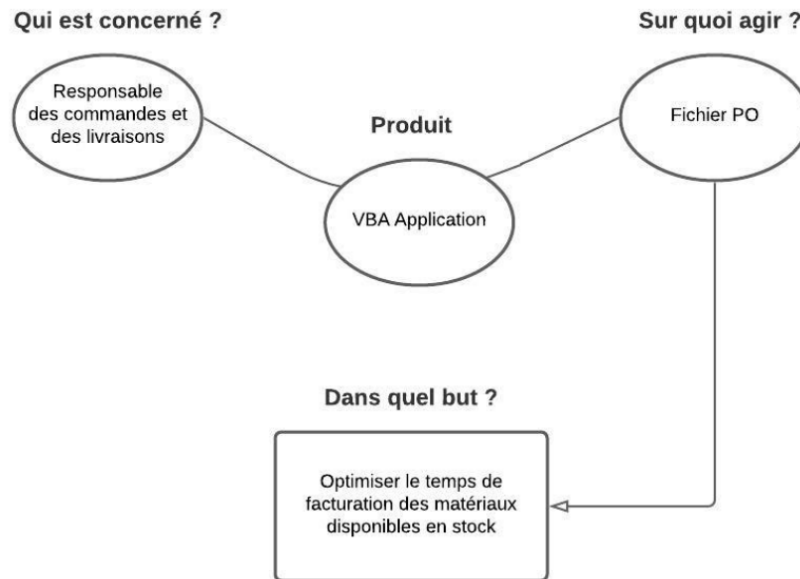 Qui est concerné ?
Sur quoi agir ?
Responsable
des commandes et
des livraisons
Fichier PO
Produit
VBA Application
Dans quel but ?
Optimiser le temps de
facturation des matériaux
disponibles en stock